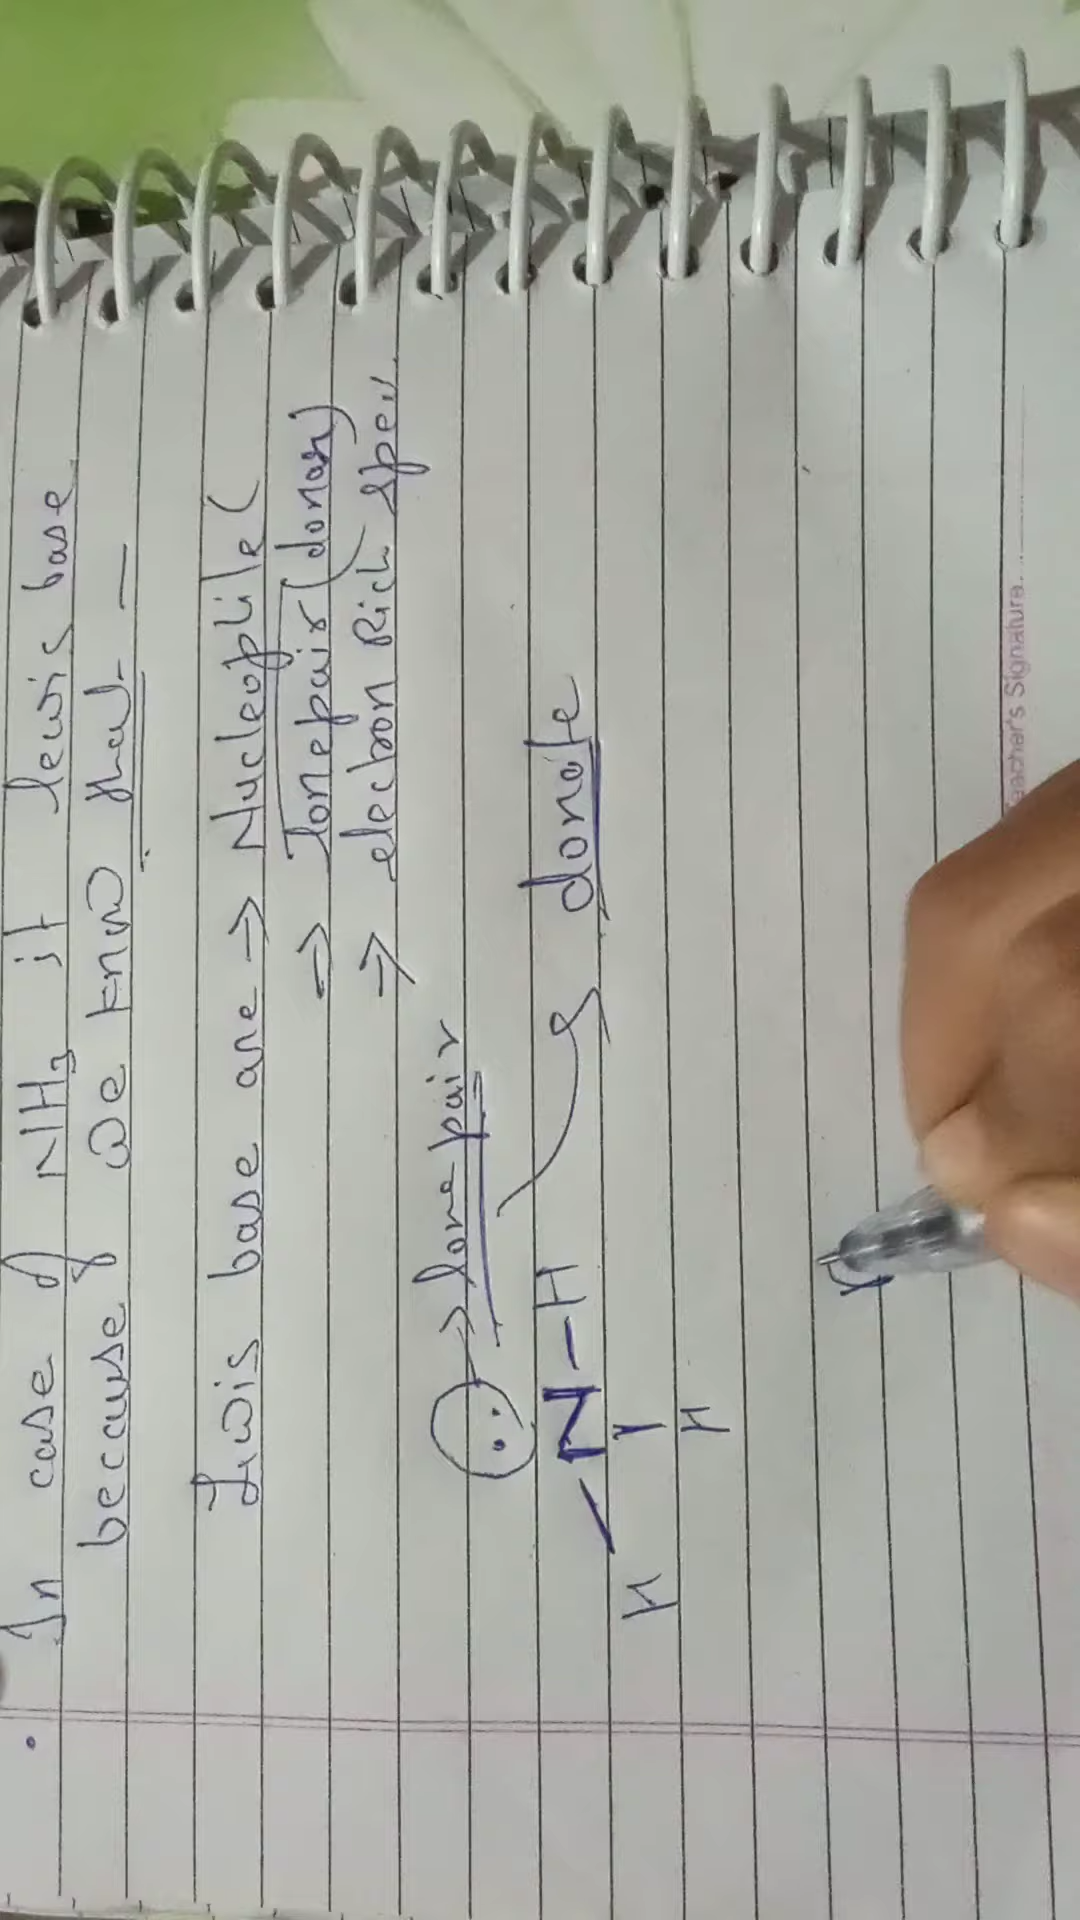 • In case of NH3 it lewis base
because of we know that —
Liwis base are → Nucleophile (
→ lonepair (donar)
→ electron Rich spe
→ lone pair
donate
H N-H
H
Teacher's Signature